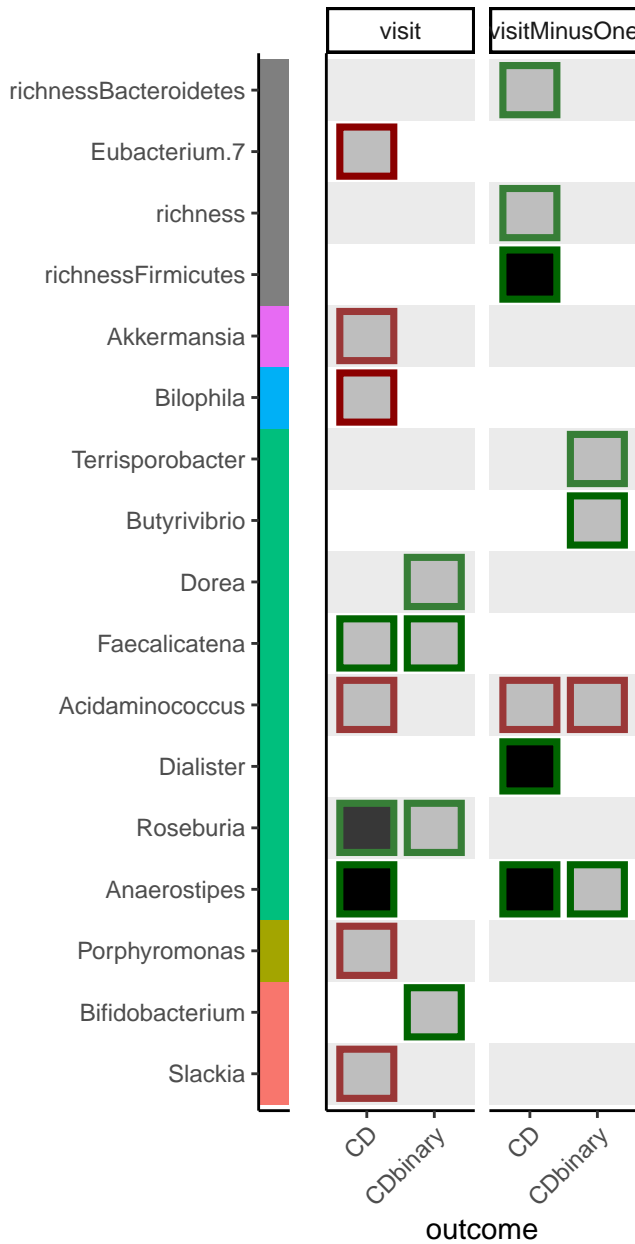 visit
visitMinusOne
richnessBacteroidetes
Eubacterium.7
richness
richnessFirmicutes
Akkermansia
Bilophila
Terrisporobacter
Butyrivibrio
Dorea
Faecalicatena
Acidaminococcus
Dialister
Roseburia
Anaerostipes
Porphyromonas
Bifidobacterium
Slackia
CD
CDbinary
CD
CDbinary
outcome